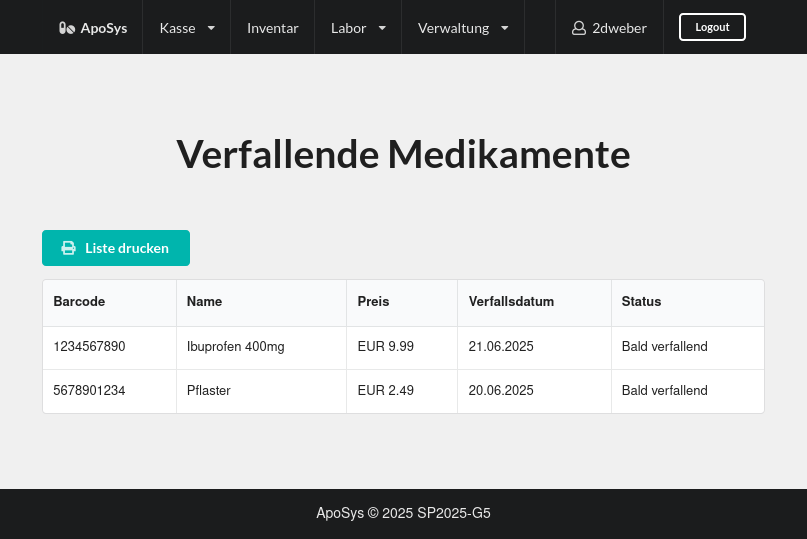 ApoSys Kasse Inventar Labor Verwaltung 2dweber Logout
Verfallende Medikamente
Liste drucken
Barcode Name Preis Verfallsdatum Status
1234567890 Ibuprofen 400mg EUR 9.99 21.06.2025 Bald verfallend
5678901234 Pflaster EUR 2.49 20.06.2025 Bald verfallend
ApoSys © 2025 SP2025-G5